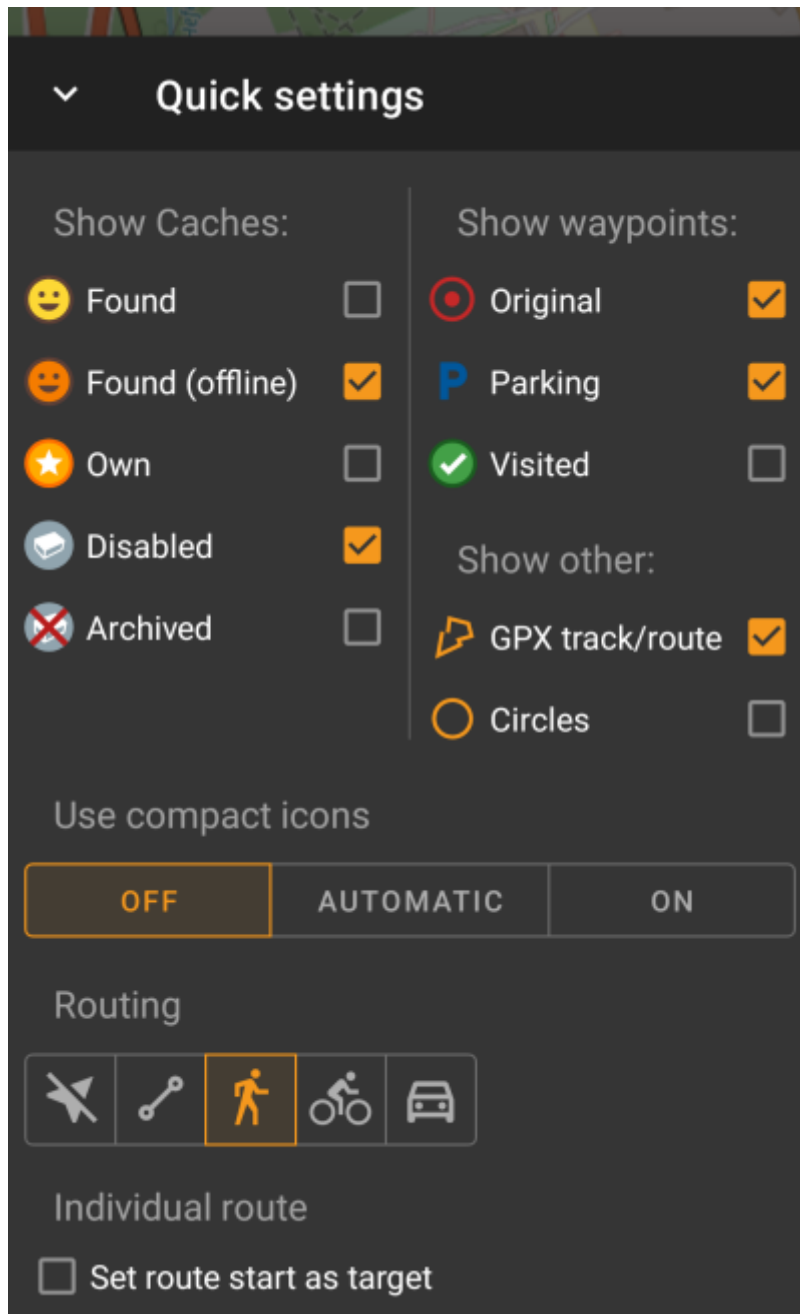 Quick settings
Show Caches:
Found
Found (offline)
Own
Disabled
Archived
Show waypoints:
Original
P Parking
Visited
Show other:
GPX track/route
Circles
Use compact icons
OFF AUTOMATIC ON
Routing
Individual route
Set route start as target